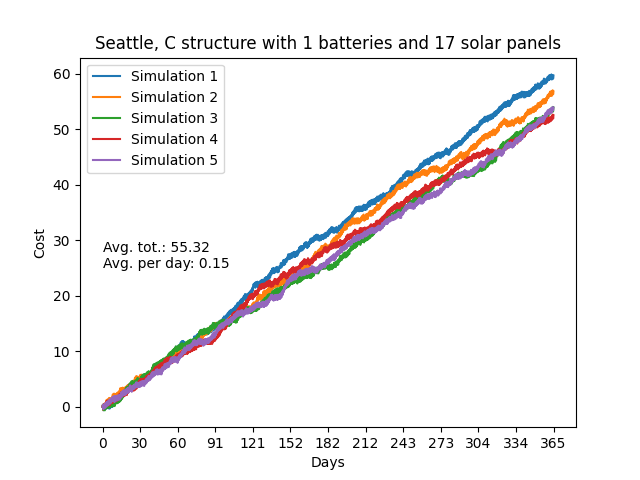 Seattle, C structure with 1 batteries and 17 solar panels
Simulation 1
Simulation 2
Simulation 3
Simulation 4
Simulation 5
Avg. tot.: 55.32
Avg. per day: 0.15
Cost
60
50
40
30
20
10
0
0 30 60 91 121 152 182 212 243 273 304 334 365
Days